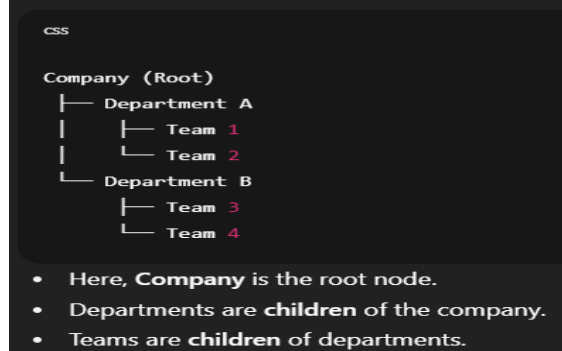 css
Company (Root)
├── Department A
│   ├── Team 1
│   └── Team 2
└── Department B
    ├── Team 3
    └── Team 4
• Here, Company is the root node.
• Departments are children of the company.
• Teams are children of departments.